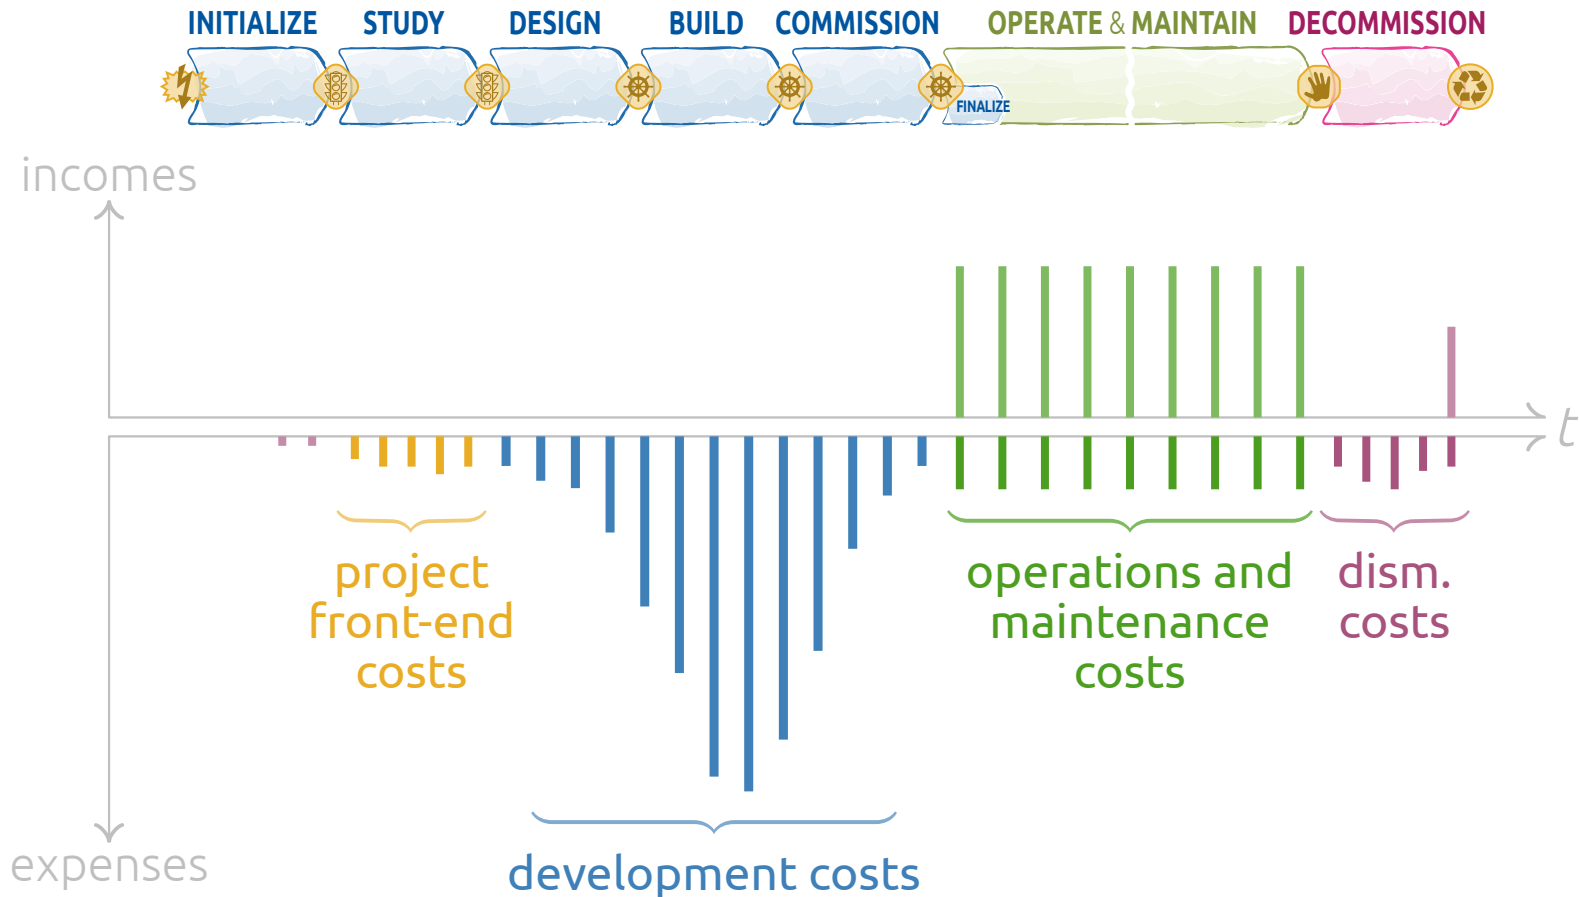 INITIALIZE STUDY DESIGN BUILD COMMISSION OPERATE & MAINTAIN DECOMMISSION
FINALIZE
incomes
t
project
front-end
costs
operations and
maintenance
costs
dism.
costs
expenses
development costs